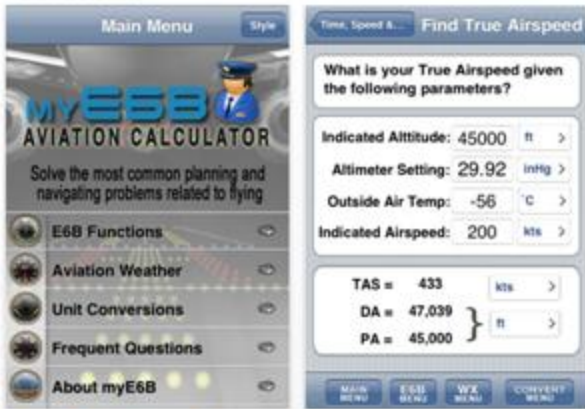 Main Menu
Style
MYE6B
AVIATION CALCULATOR
Solve the most common planning and
navigating problems related to flying
E6B Functions
Aviation Weather
Unit Conversions
Frequent Questions
About myE6B
Time, Speed &...
Find True Airspeed
What is your True Airspeed given
the following parameters?
Indicated Alttitude: 45000 ft >
Altimeter Setting: 29.92 inHg >
Outside Air Temp: -56 °C >
Indicated Airspeed: 200 kts >
TAS = 433 kts >
DA = 47,039
} ft >
PA = 45,000
MAIN MENU
E6B MENU
WX MENU
CONVERT MENU